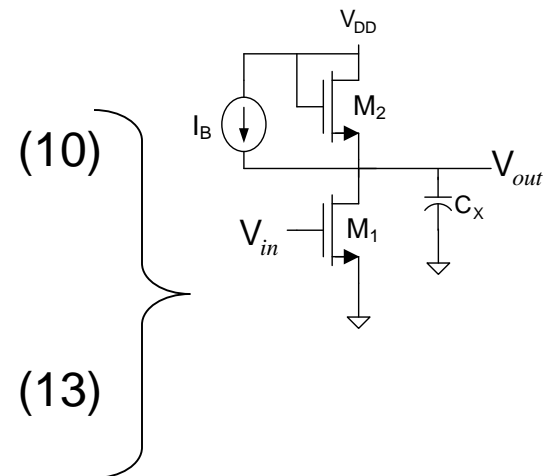 V_DD
(10)
I_B
M_2
V_out
C_X
V_in
M_1
(13)